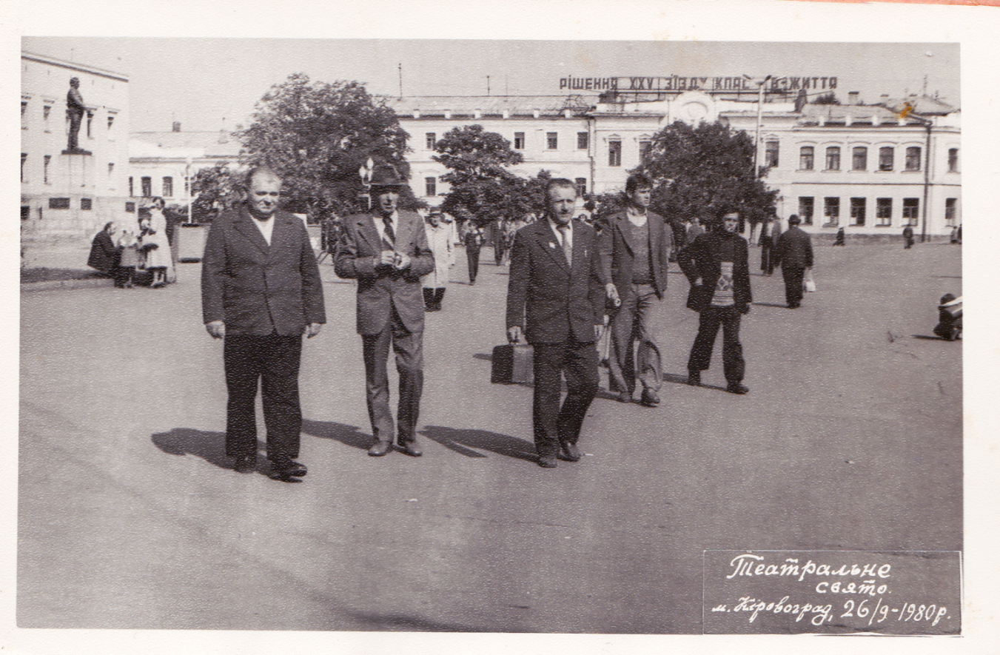 РІШЕННЯ XXV З'ЇЗДУ КПРС В ЖИТТЯ
Театральне
свято.
м. Кіровоград, 26/9-1980р.